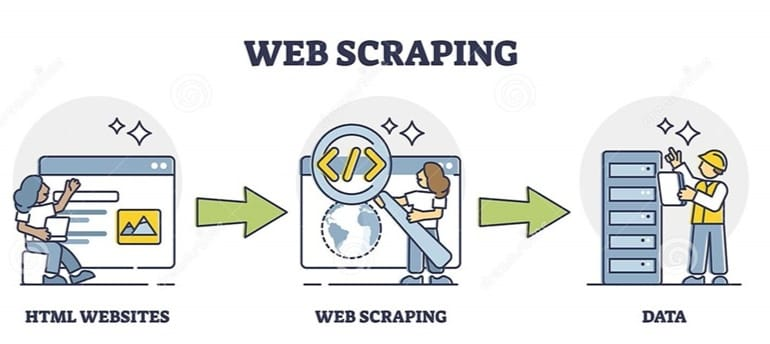 WEB SCRAPING
</>
HTML WEBSITES
WEB SCRAPING
DATA